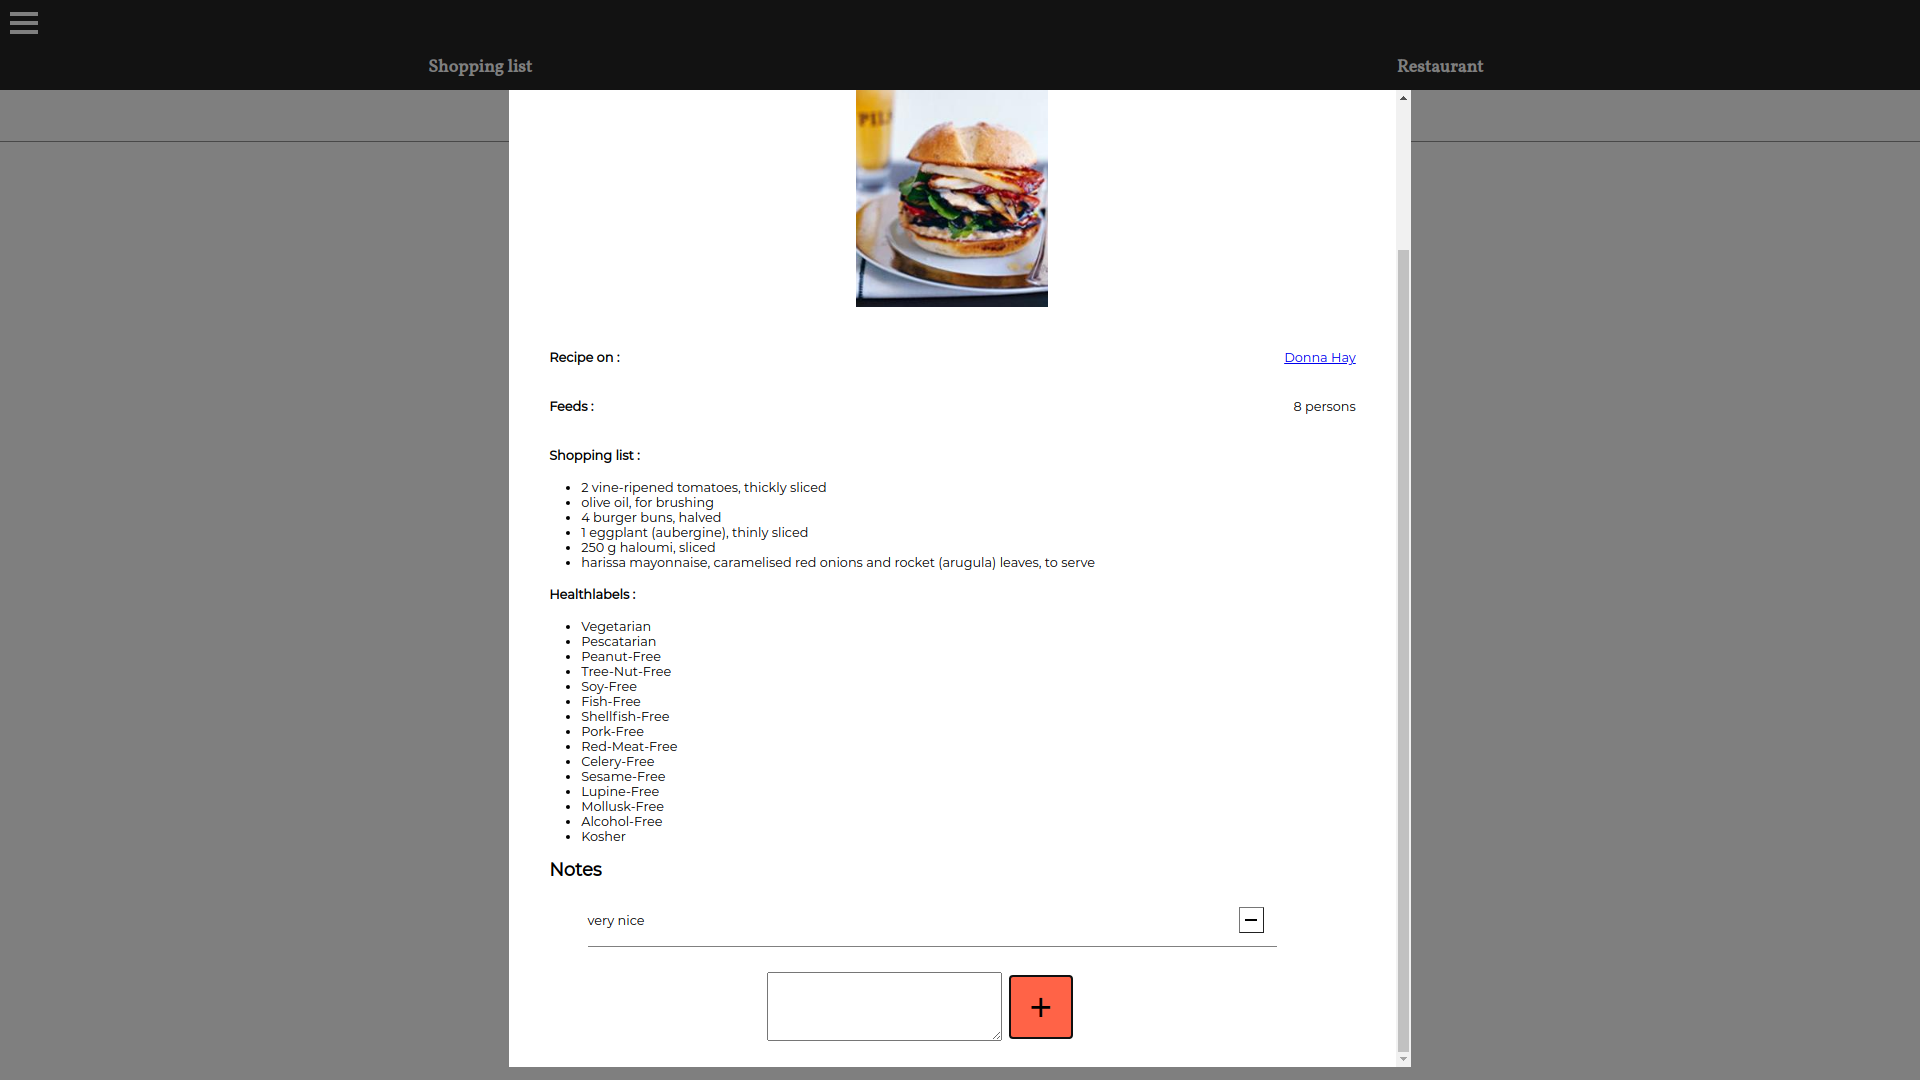 Shopping list
Restaurant
PILS
Recipe on :
Donna Hay
Feeds :
8 persons
Shopping list :
2 vine-ripened tomatoes, thickly sliced
olive oil, for brushing
4 burger buns, halved
1 eggplant (aubergine), thinly sliced
250 g haloumi, sliced
harissa mayonnaise, caramelised red onions and rocket (arugula) leaves, to serve
Healthlabels :
Vegetarian
Pescatarian
Peanut-Free
Tree-Nut-Free
Soy-Free
Fish-Free
Shellfish-Free
Pork-Free
Red-Meat-Free
Celery-Free
Sesame-Free
Lupine-Free
Mollusk-Free
Alcohol-Free
Kosher
Notes
very nice
+